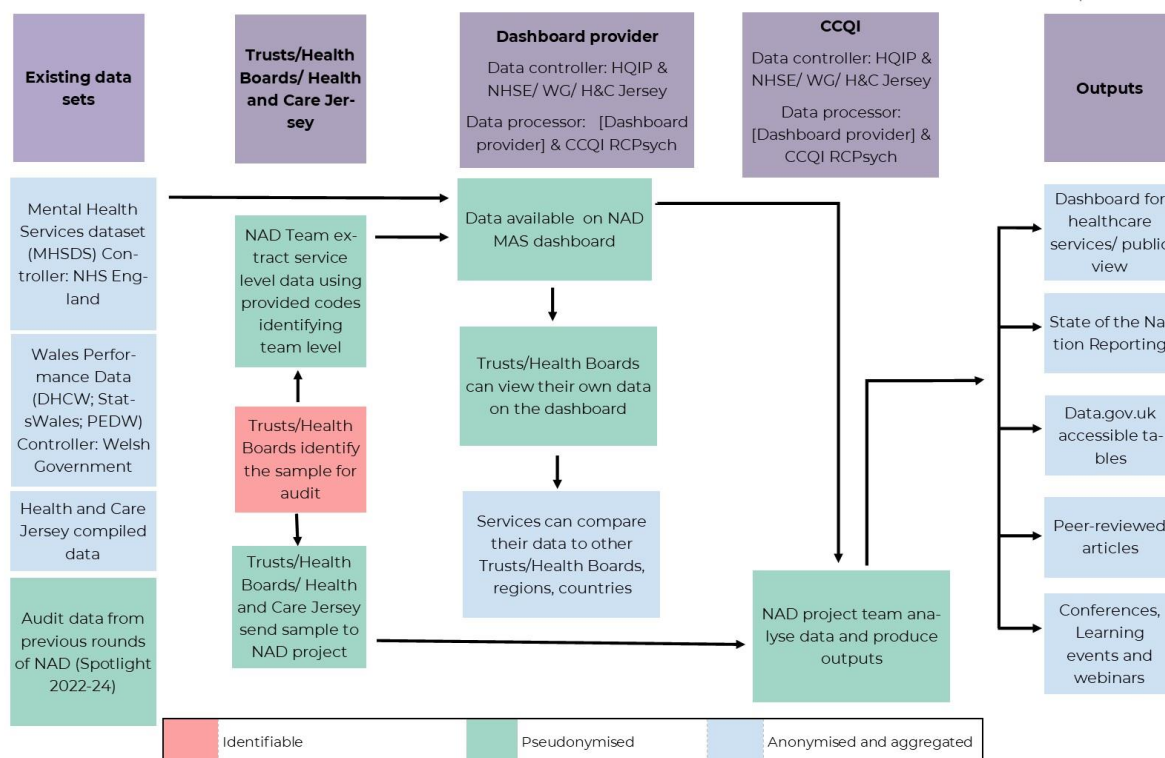 Existing data
sets
Trusts/Health
Boards/ Health
and Care Jer-
sey
Dashboard provider
Data controller: HQIP &
NHSE/ WG/ H&C Jersey
Data processor: [Dashboard
provider] & CCQI RCPsych
CCQI
Data controller: HQIP &
NHSE/ WG/ H&C Jersey
Data processor:
[Dashboard provider] &
CCQI RCPsych
Outputs
Mental Health
Services dataset
(MHSDS) Con-
troller: NHS Eng-
land
Wales Perfor-
mance Data
(DHCW; Stat-
sWales; PEDW)
Controller: Welsh
Government
Health and Care
Jersey compiled
data
Audit data from
previous rounds
of NAD (Spotlight
2022-24)
NAD Team ex-
tract service
level data using
provided codes
identifying
team level
Trusts/Health
Boards identify
the sample for
audit
Trusts/Health
Boards/ Health
and Care Jersey
send sample to
NAD project
Data available on NAD
MAS dashboard
Trusts/Health Boards
can view their own data
on the dashboard
Services can compare
their data to other
Trusts/Health Boards,
regions, countries
NAD project team ana-
lyse data and produce
outputs
Dashboard for
healthcare
services/ public
view
State of the Na-
tion Reporting
Data.gov.uk
accessible ta-
bles
Peer-reviewed
articles
Conferences,
Learning
events and
webinars
Identifiable
Pseudonymised
Anonymised and aggregated